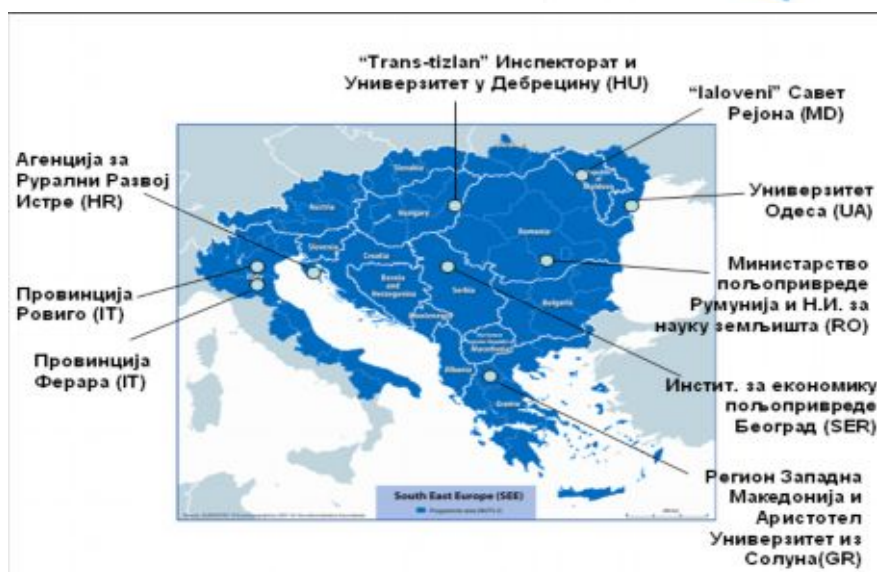 “Trans-tizlan” Инспекторат и
Универзитет у Дебрецину (HU)
“Ialoveni” Савет
Рејона (MD)
Агенција за
Рурални Развој
Истре (HR)
Универзитет
Одеса (UA)
Министарство
пољопривреде
Румунија и Н.И. за
науку земљишта (RO)
Провинција
Ровиго (IT)
Провинција
Ферара (IT)
Инстит. за економику
пољопривреде
Београд (SER)
Регион Западна
Македонија и
Аристотел
Универзитет из
Солуна(GR)
Slovakia
Austria
Hungary
Moldova
Romania
Slovenia
Croatia
Bosnia
and
Herzegovina
Serbia
Montenegro
Bulgaria
Macedonia
Albania
Greece
South East Europe (SEE)